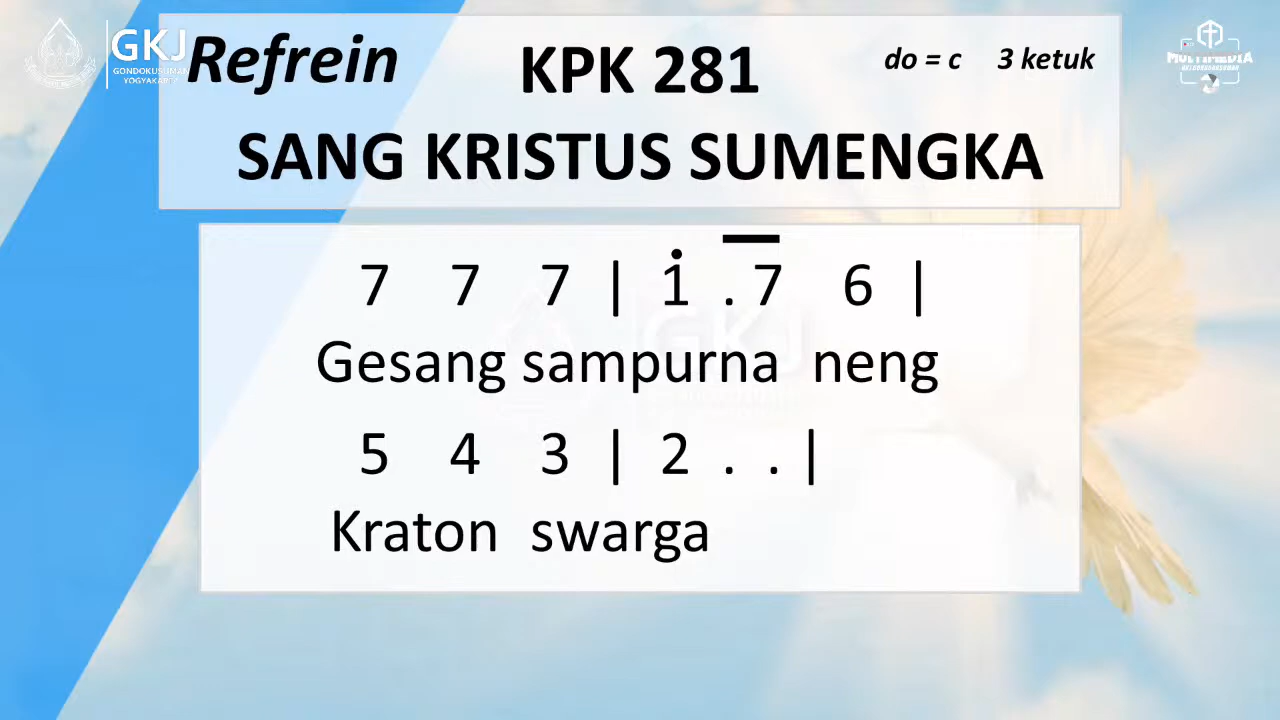 GKJ
GONDOKUSUMAN
YOGYAKARTA
Refrein
KPK 281
do = c 3 ketuk
MULTIMEDIA
SANG KRISTUS SUMENGKA
7 7 7 | 1̇ . 7 6 |
Gesang sampurna neng
5 4 3 | 2 . . |
Kraton swarga